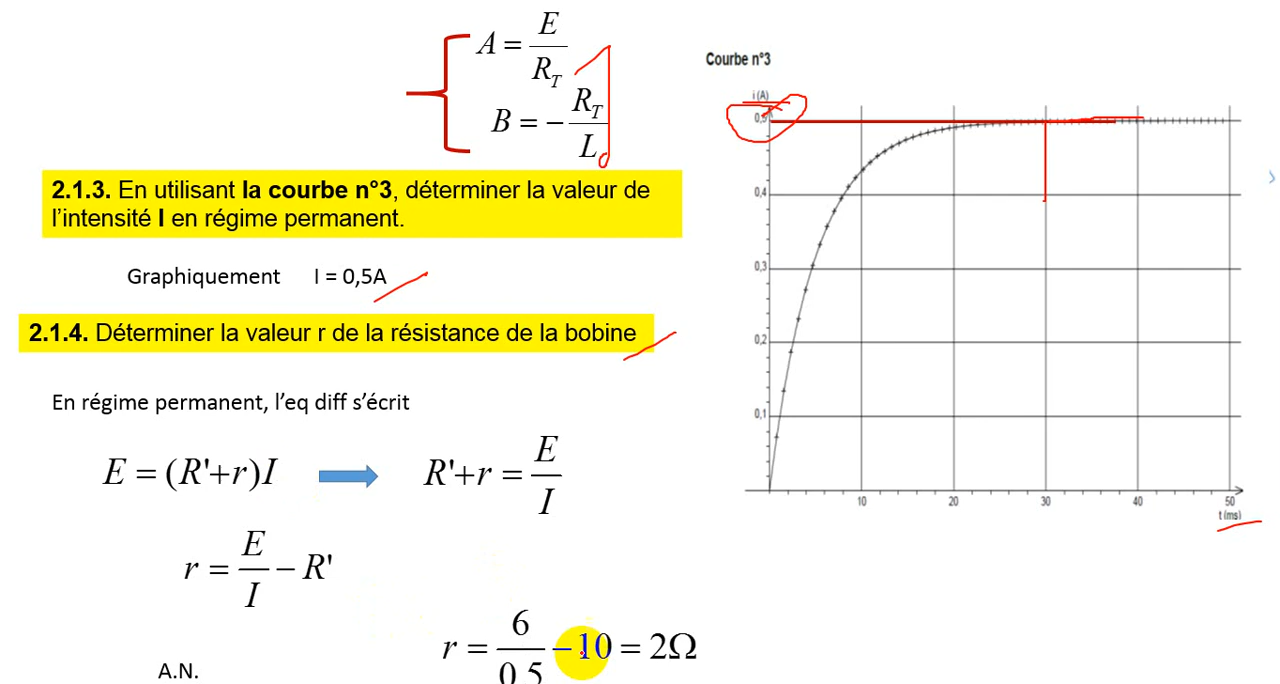 A = E / R_T
B = - R_T / L
2.1.3. En utilisant la courbe n°3, déterminer la valeur de
l'intensité I en régime permanent.
Graphiquement I = 0,5A
2.1.4. Déterminer la valeur r de la résistance de la bobine
En régime permanent, l'eq diff s'écrit
E = (R'+r)I
R'+r = E / I
r = E / I - R'
A.N.
r = 6 / 0.5 -10 = 2Ω
Courbe n°3
i (A)
0,5
0,4
0,3
0,2
0,1
10 20 30 40 50
t (ms)